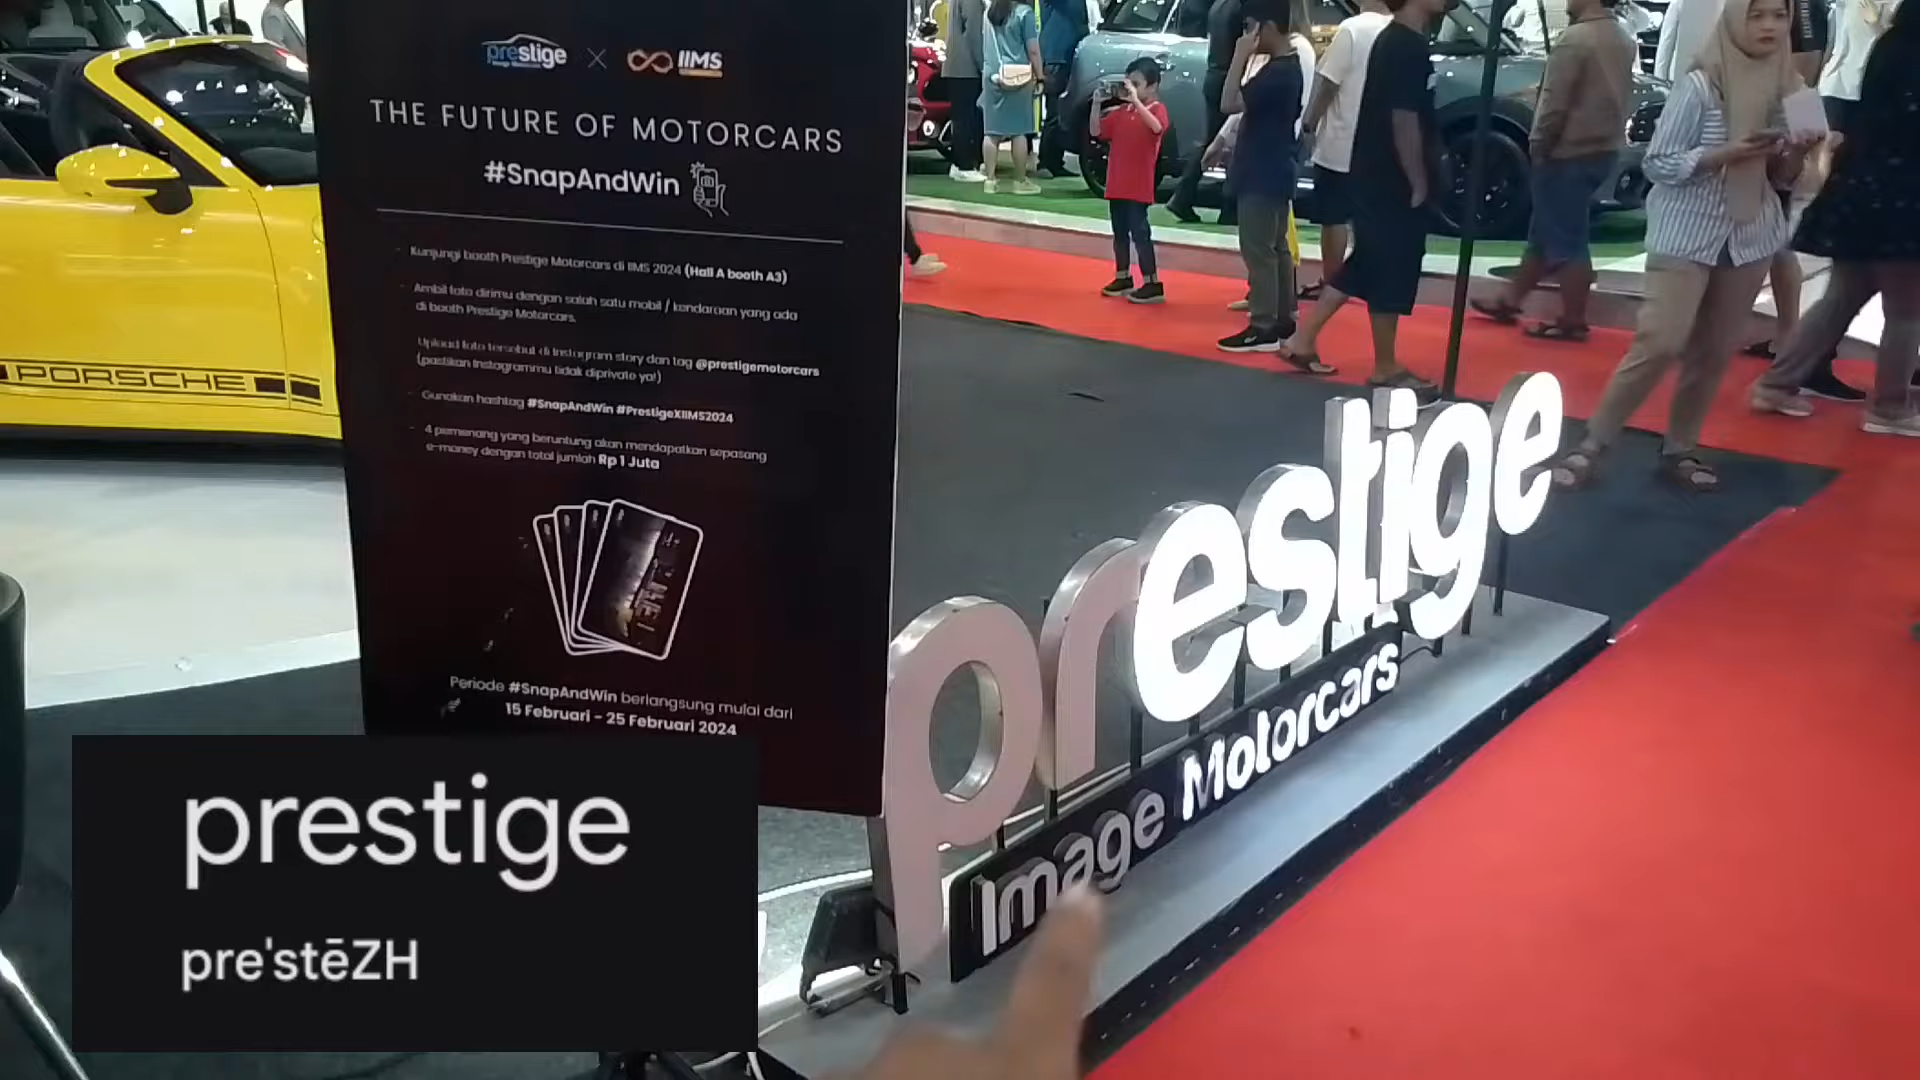 prestige
IIMS
THE FUTURE OF MOTORCARS
#SnapAndWin
Kunjungi booth Prestige Motorcars di IIMS 2024 (Hall A booth A3)
Ambil foto dirimu dengan salah satu mobil / kendaraan yang ada
di booth Prestige Motorcars.
Upload foto tersebut di Instagram story dan tag @prestigemotorcars
(pastikan Instagrammu tidak diprivate ya!)
Gunakan hashtag #SnapAndWin #PrestigeXIIMS2024
4 pemenang yang beruntung akan mendapatkan sepasang
e-money dengan total jumlah Rp 1 Juta
Periode #SnapAndWin berlangsung mulai dari
15 Februari - 25 Februari 2024
PORSCHE
prestige
Image Motorcars
prestige
pre'stēZH